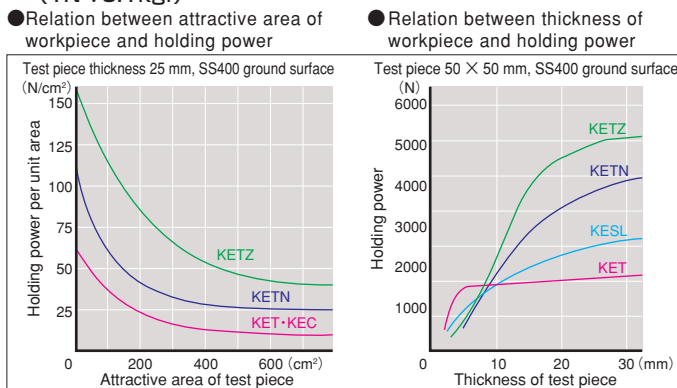 ●Relation between attractive area of
workpiece and holding power
Test piece thickness 25 mm, SS400 ground surface
(N/cm²)
150
125
100
75
50
25
0
200
400
600
(cm²)
Holding power per unit area
KETZ
KETN
KET・KEC
Attractive area of test piece
●Relation between thickness of
workpiece and holding power
Test piece 50 × 50 mm, SS400 ground surface
(N)
6000
5000
4000
3000
2000
1000
0
10
20
30
(mm)
Holding power
KETZ
KETN
KESL
KET
Thickness of test piece